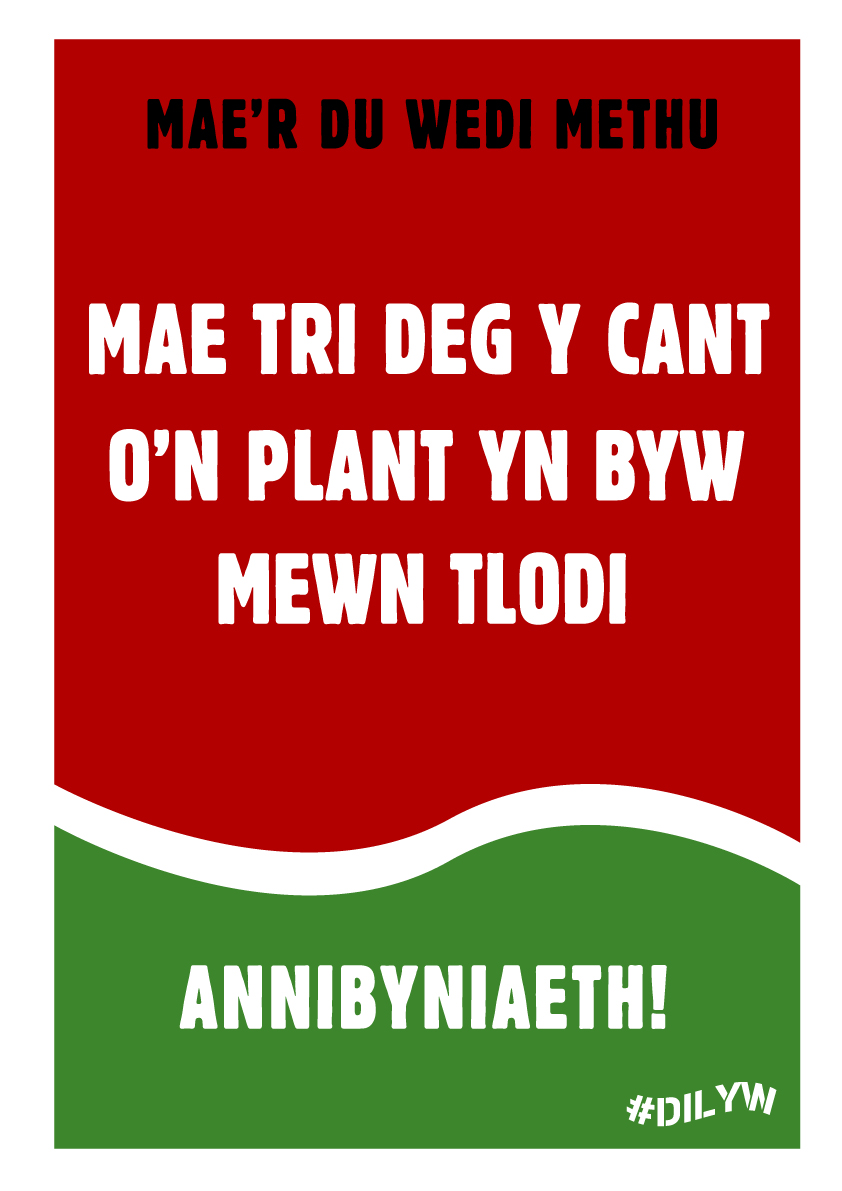 MAE'R DU WEDI METHU
MAE TRI DEG Y CANT
O'N PLANT YN BYW
MEWN TLODI
ANNIBYNIAETH!
#DILYW